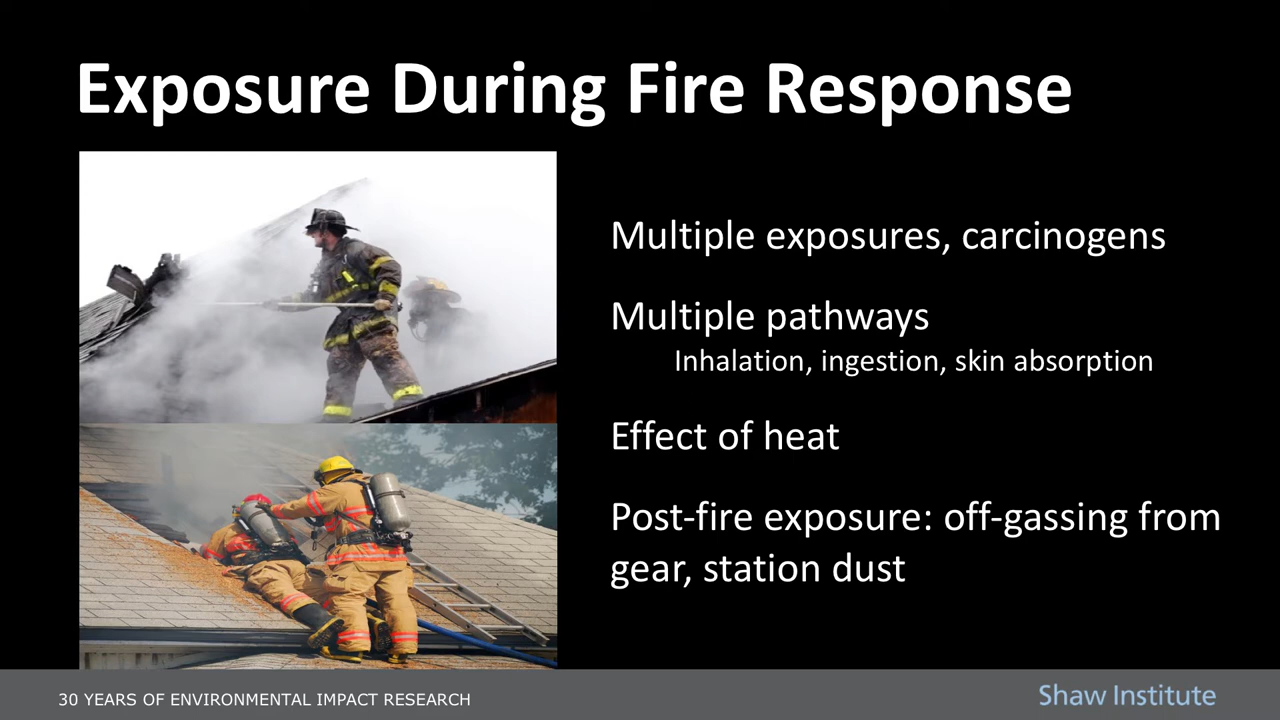 Exposure During Fire Response
Multiple exposures, carcinogens
Multiple pathways
Inhalation, ingestion, skin absorption
Effect of heat
Post-fire exposure: off-gassing from
gear, station dust
30 YEARS OF ENVIRONMENTAL IMPACT RESEARCH
Shaw Institute